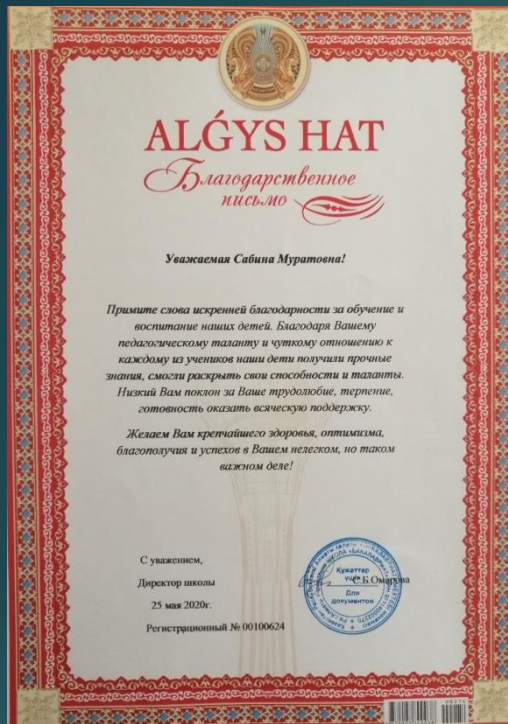 ALǴYS HAT
Благодарственное
письмо
Уважаемая Сабина Муратовна!
Примите слова искренней благодарности за обучение и
воспитание наших детей. Благодаря Вашему
педагогическому таланту и чуткому отношению к
каждому из учеников наши дети получили прочные
знания, смогли раскрыть свои способности и таланты.
Низкий Вам поклон за Ваше трудолюбие, терпение,
готовность оказать всяческую поддержку.
Желаем Вам крепчайшего здоровья, оптимизма,
благополучия и успехов в Вашем нелегком, но таком
важном деле!
С уважением,
Директор школы
С.Б.Омарова
25 мая 2020г.
Регистрационный № 00100624
Құжаттар
үшін
Для
документов